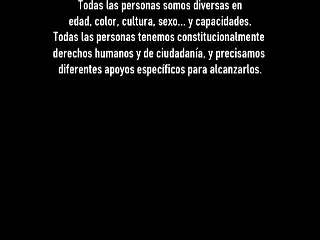 Todas las personas somos diversas en
edad, color, cultura, sexo... y capacidades.
Todas las personas tenemos constitucionalmente
derechos humanos y de ciudadanía, y precisamos
diferentes apoyos específicos para alcanzarlos.